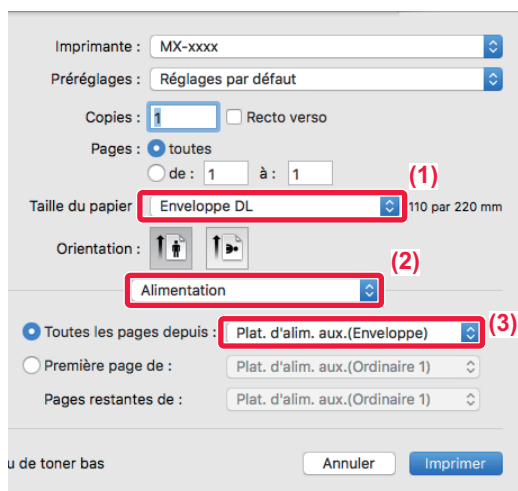 Imprimante : MX-xxxx
Préréglages : Réglages par défaut
Copies : 1 Recto verso
Pages : toutes
de : 1 à : 1
(1)
Taille du papier Enveloppe DL 110 par 220 mm
Orientation :
(2)
Alimentation
Toutes les pages depuis : Plat. d'alim. aux.(Enveloppe) (3)
Première page de : Plat. d'alim. aux.(Ordinaire 1)
Pages restantes de : Plat. d'alim. aux.(Ordinaire 1)
u de toner bas Annuler Imprimer